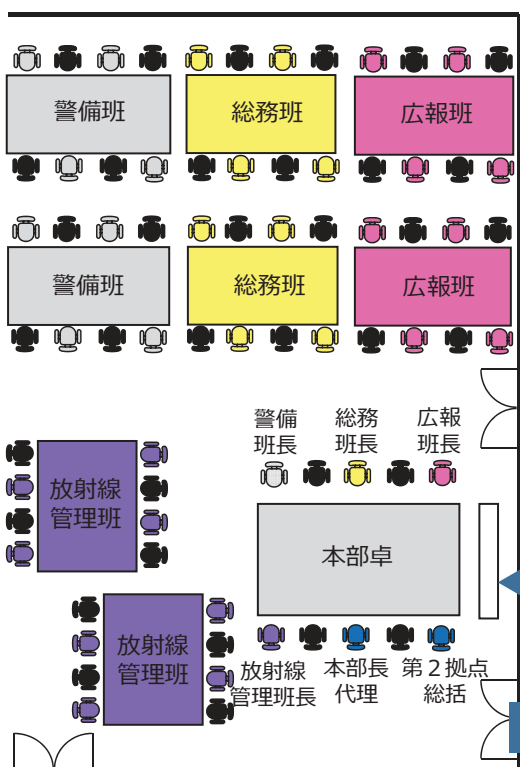 警備班
総務班
広報班
警備班
総務班
広報班
警備
班長
総務
班長
広報
班長
放射線
管理班
本部卓
放射線
管理班
放射線
管理班長
本部長
代理
第２拠点
総括